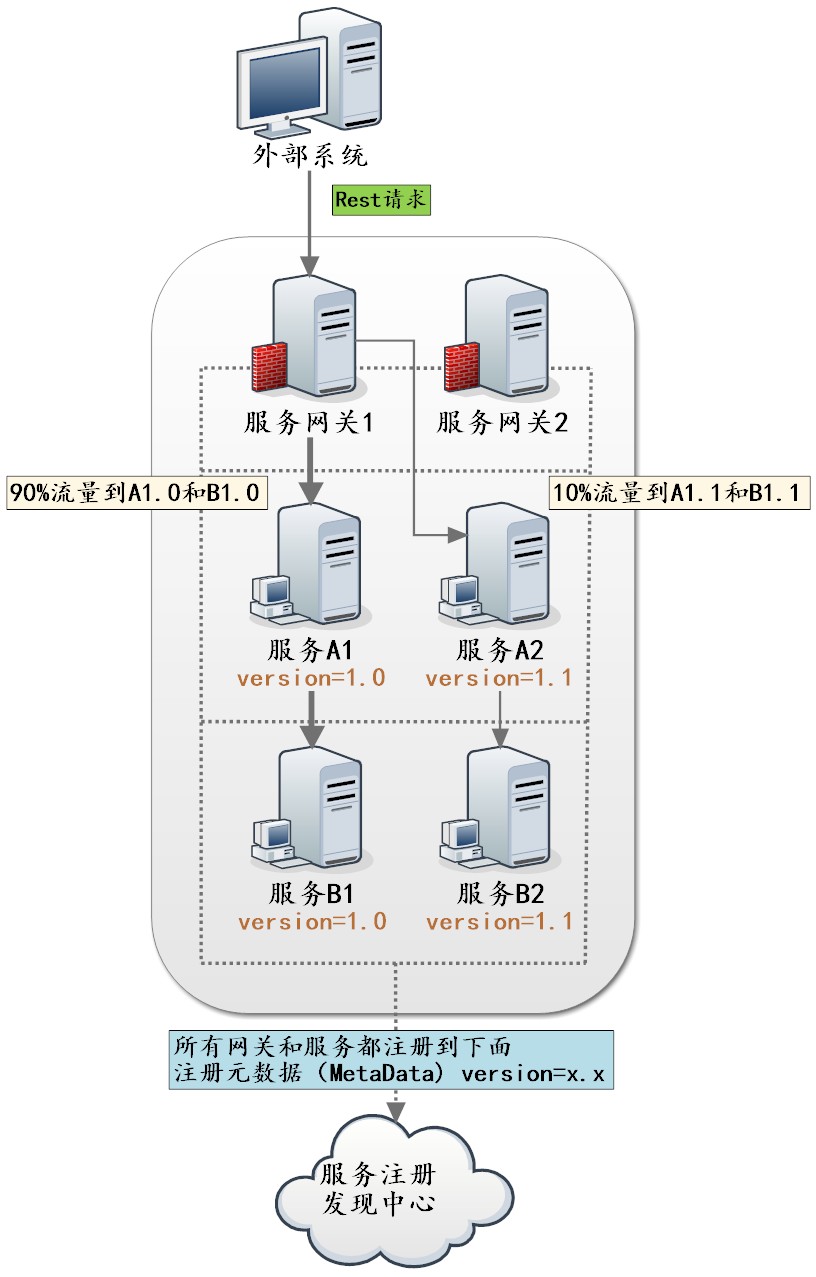 外部系统
Rest请求
服务网关1
服务网关2
90%流量到A1.0和B1.0
10%流量到A1.1和B1.1
服务A1
version=1.0
服务A2
version=1.1
服务B1
version=1.0
服务B2
version=1.1
所有网关和服务都注册到下面
注册元数据 (MetaData) version=x.x
服务注册
发现中心